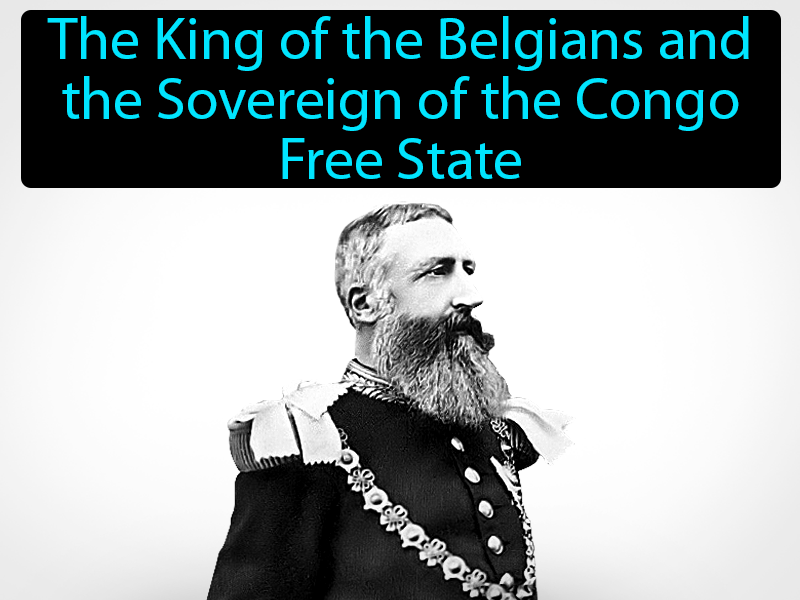 The King of the Belgians and
the Sovereign of the Congo
Free State